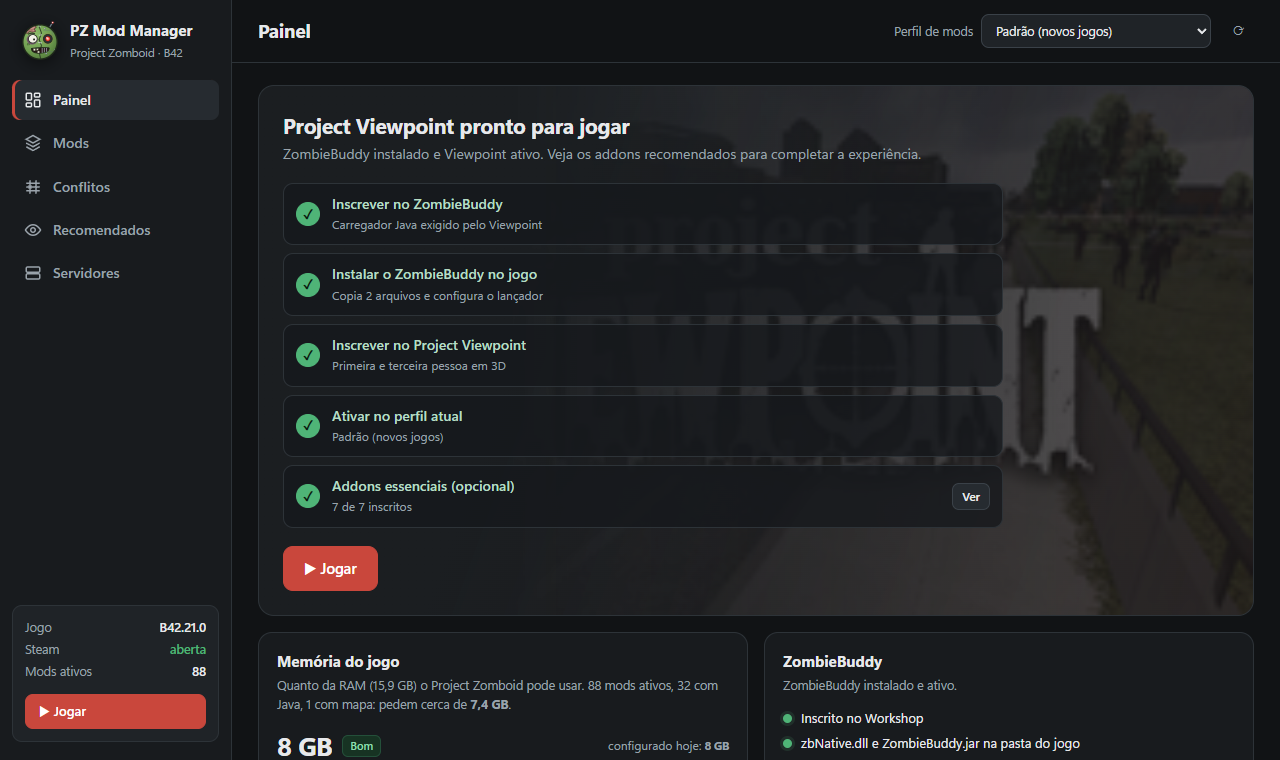 PZ Mod Manager
Project Zomboid · B42
Painel
Mods
Conflitos
Recomendados
Servidores
Jogo B42.21.0
Steam aberta
Mods ativos 88
▶ Jogar
Painel
Perfil de mods Padrão (novos jogos)
Project Viewpoint pronto para jogar
ZombieBuddy instalado e Viewpoint ativo. Veja os addons recomendados para completar a experiência.
Inscrever no ZombieBuddy
Carregador Java exigido pelo Viewpoint
Instalar o ZombieBuddy no jogo
Copia 2 arquivos e configura o lançador
Inscrever no Project Viewpoint
Primeira e terceira pessoa em 3D
Ativar no perfil atual
Padrão (novos jogos)
Addons essenciais (opcional)
7 de 7 inscritos
Ver
▶ Jogar
project
VIEWPOINT
Memória do jogo
Quanto da RAM (15,9 GB) o Project Zomboid pode usar. 88 mods ativos, 32 com
Java, 1 com mapa: pedem cerca de 7,4 GB.
8 GB Bom configurado hoje: 8 GB
ZombieBuddy
ZombieBuddy instalado e ativo.
Inscrito no Workshop
zbNative.dll e ZombieBuddy.jar na pasta do jogo